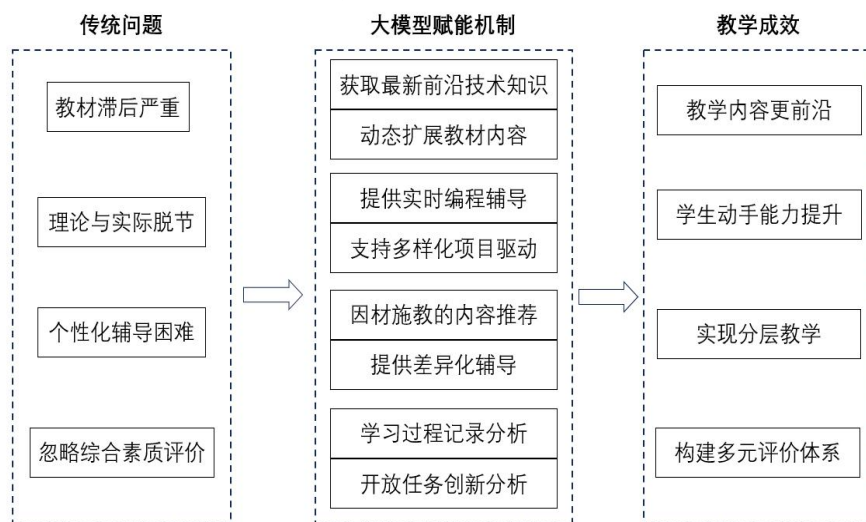 传统问题
教材滞后严重
理论与实际脱节
个性化辅导困难
忽略综合素质评价
大模型赋能机制
获取最新前沿技术知识
动态扩展教材内容
提供实时编程辅导
支持多样化项目驱动
因材施教的内容推荐
提供差异化辅导
学习过程记录分析
开放任务创新分析
教学成效
教学内容更前沿
学生动手能力提升
实现分层教学
构建多元评价体系